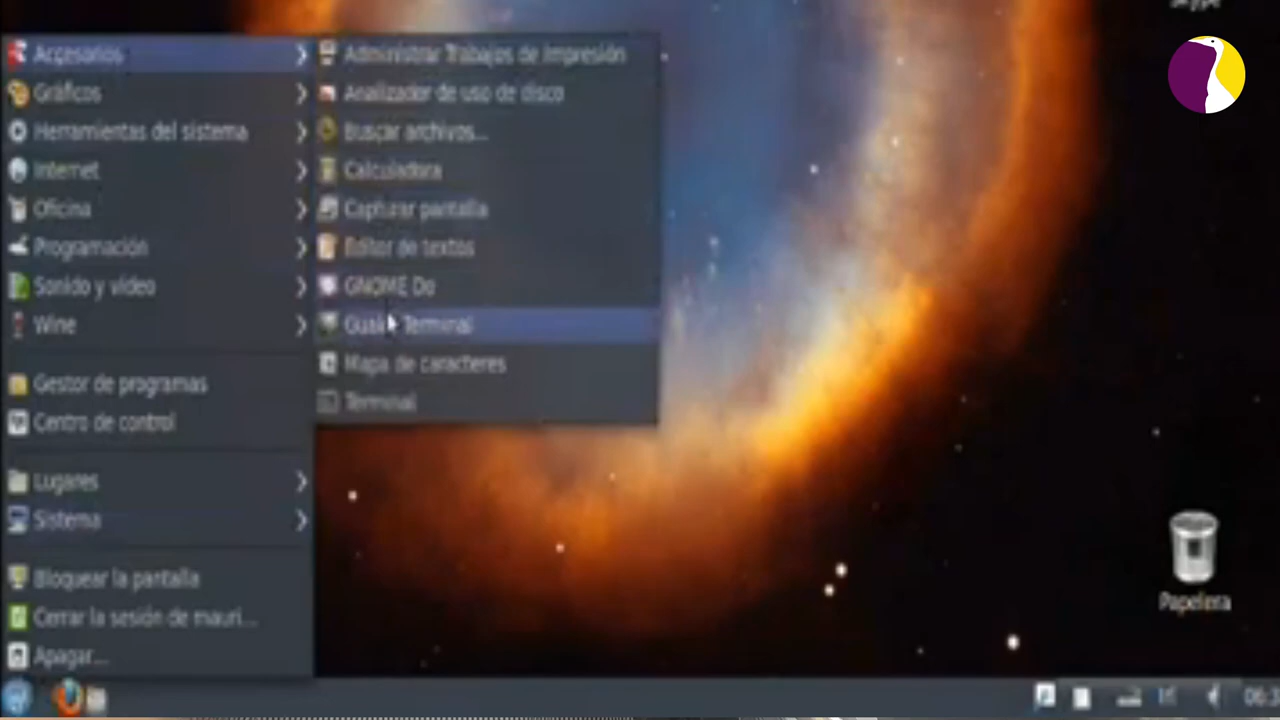 Skype
Accesorios
Gráficos
Herramientas del sistema
Internet
Oficina
Programación
Sonido y vídeo
Wine
Gestor de programas
Centro de control
Lugares
Sistema
Bloquear la pantalla
Cerrar la sesión de mauri...
Apagar...
Administrar Trabajos de Impresión
Analizador de uso de disco
Buscar archivos...
Calculadora
Capturar pantalla
Editor de textos
GNOME Do
Terminal
Mapa de caracteres
Terminal
Papelera